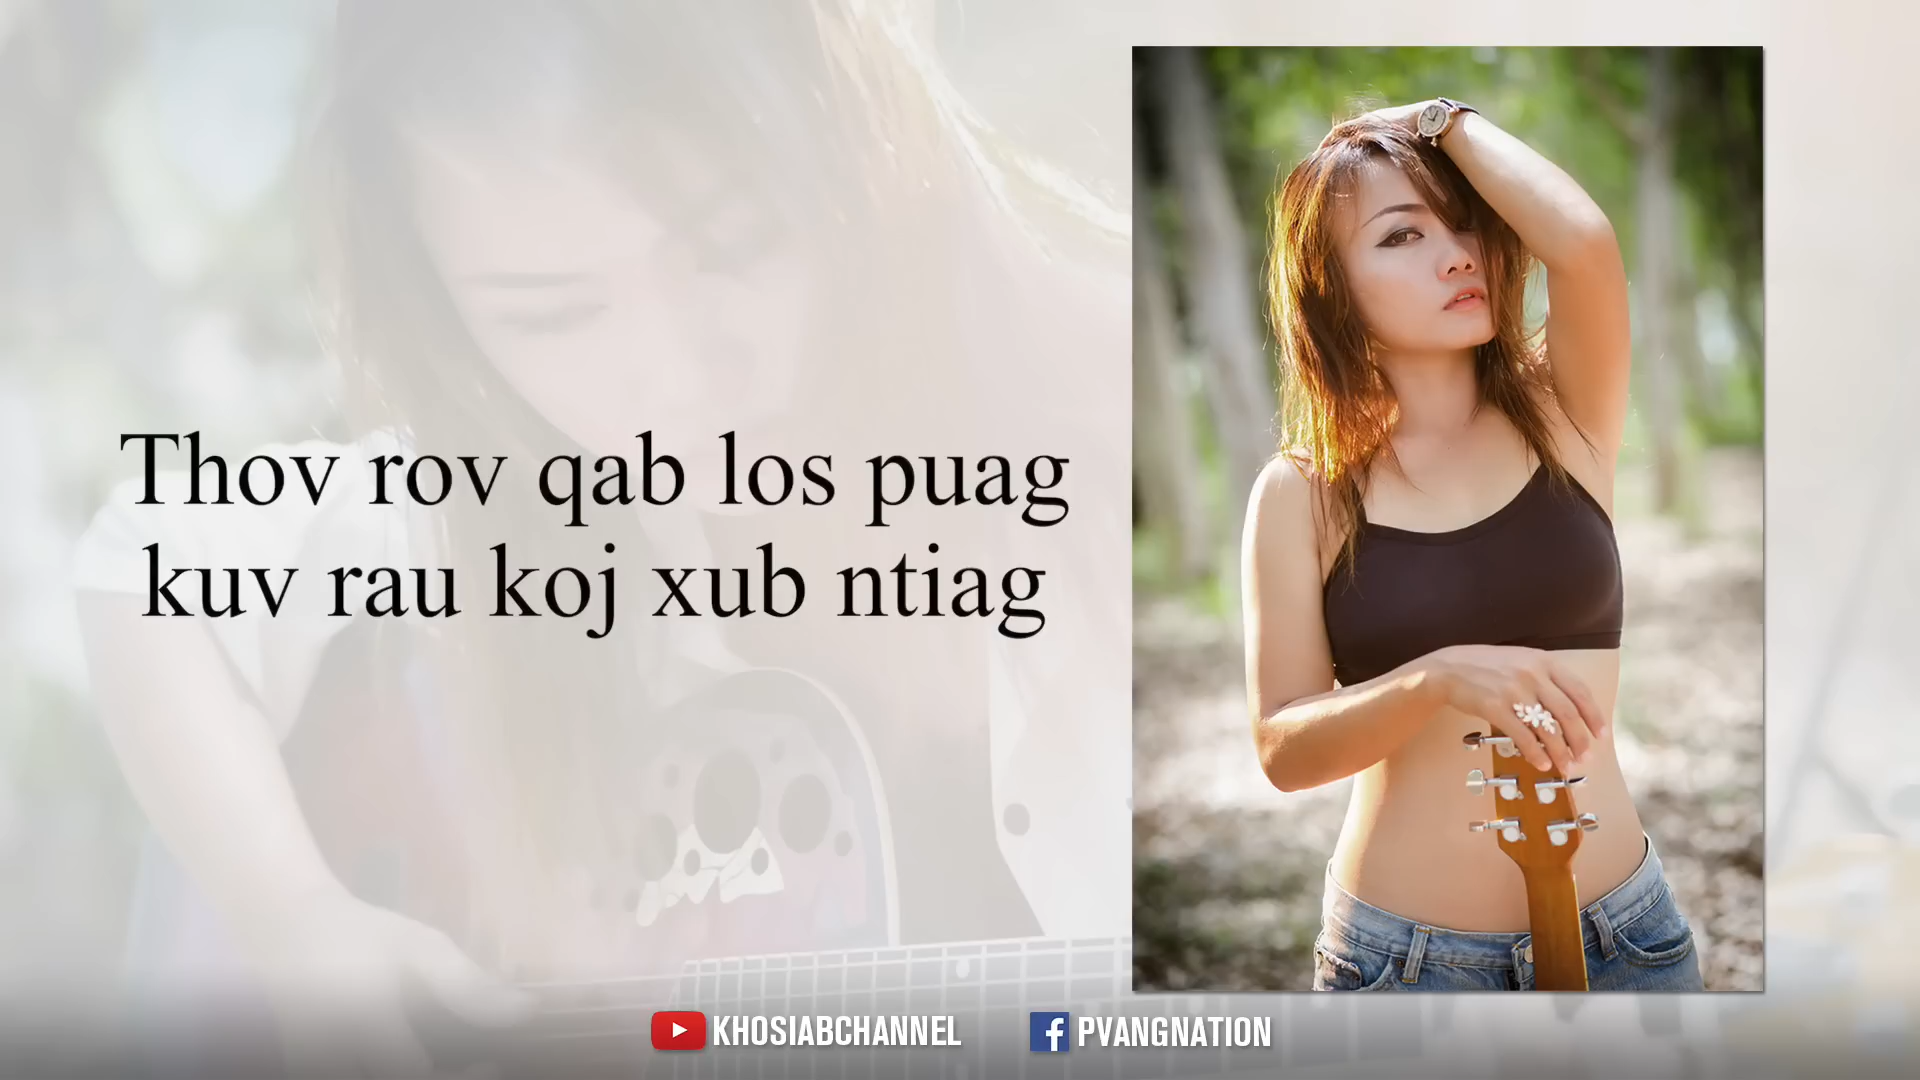 Thov rov qab los puag
kuv rau koj xub ntiag
KHOSIABCHANNEL
PVANGNATION